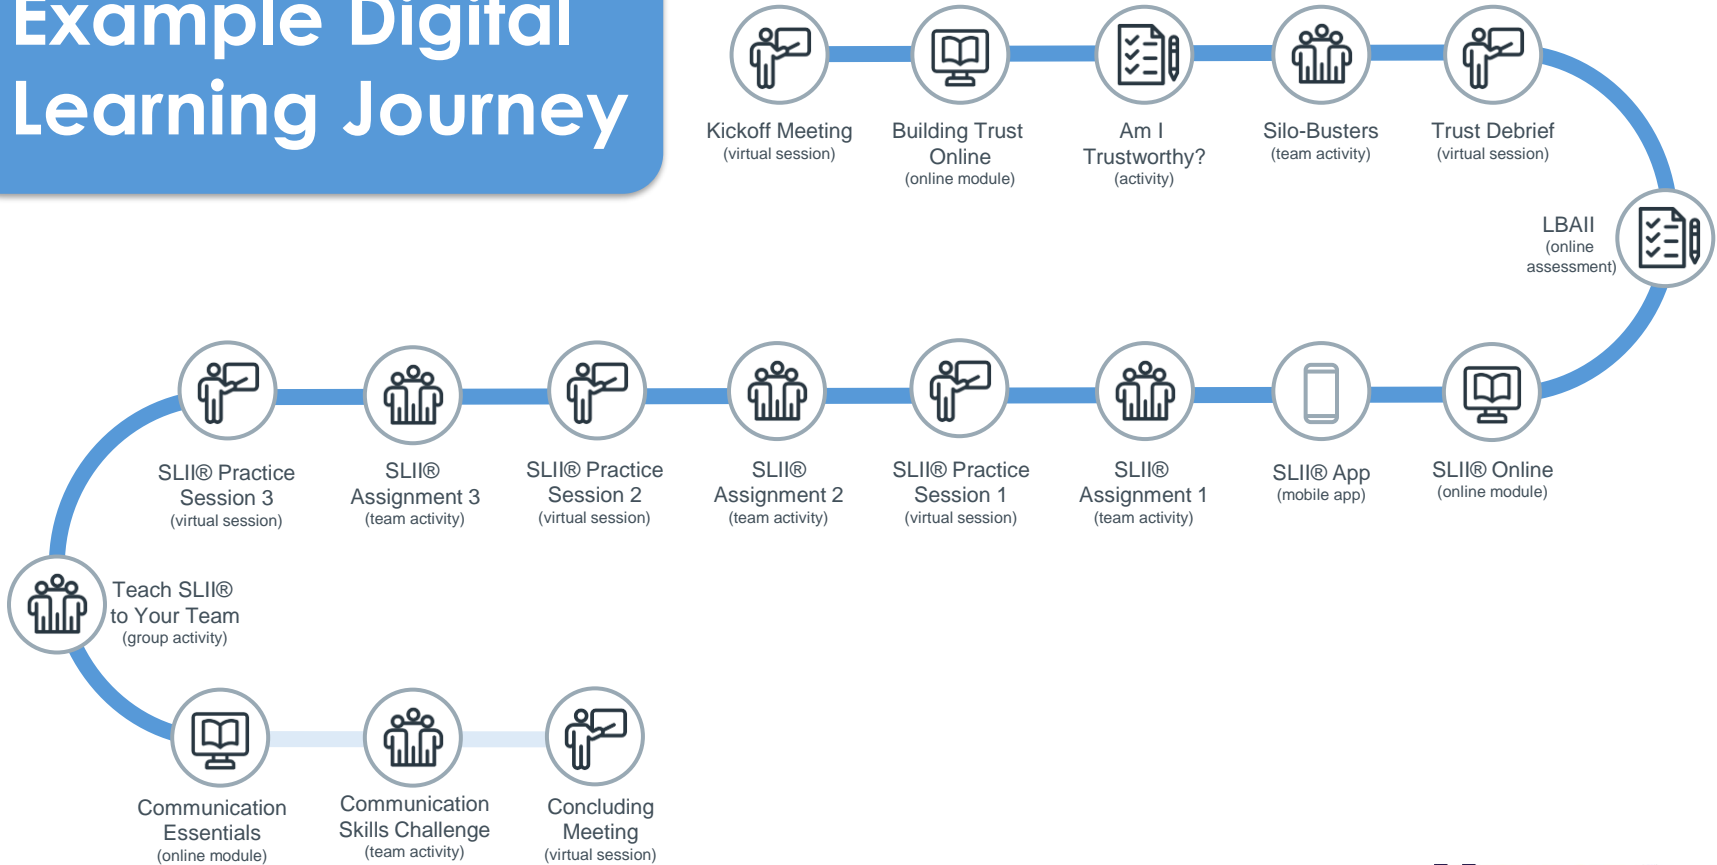 Example Digital
Learning Journey
Kickoff Meeting
(virtual session)
Building Trust
Online
(online module)
Am I
Trustworthy?
(activity)
Silo-Busters
(team activity)
Trust Debrief
(virtual session)
LBAII
(online
assessment)
SLII® Practice
Session 3
(virtual session)
SLII®
Assignment 3
(team activity)
SLII® Practice
Session 2
(virtual session)
SLII®
Assignment 2
(team activity)
SLII® Practice
Session 1
(virtual session)
SLII®
Assignment 1
(team activity)
SLII® App
(mobile app)
SLII® Online
(online module)
Teach SLII®
to Your Team
(group activity)
Communication
Essentials
(online module)
Communication
Skills Challenge
(team activity)
Concluding
Meeting
(virtual session)